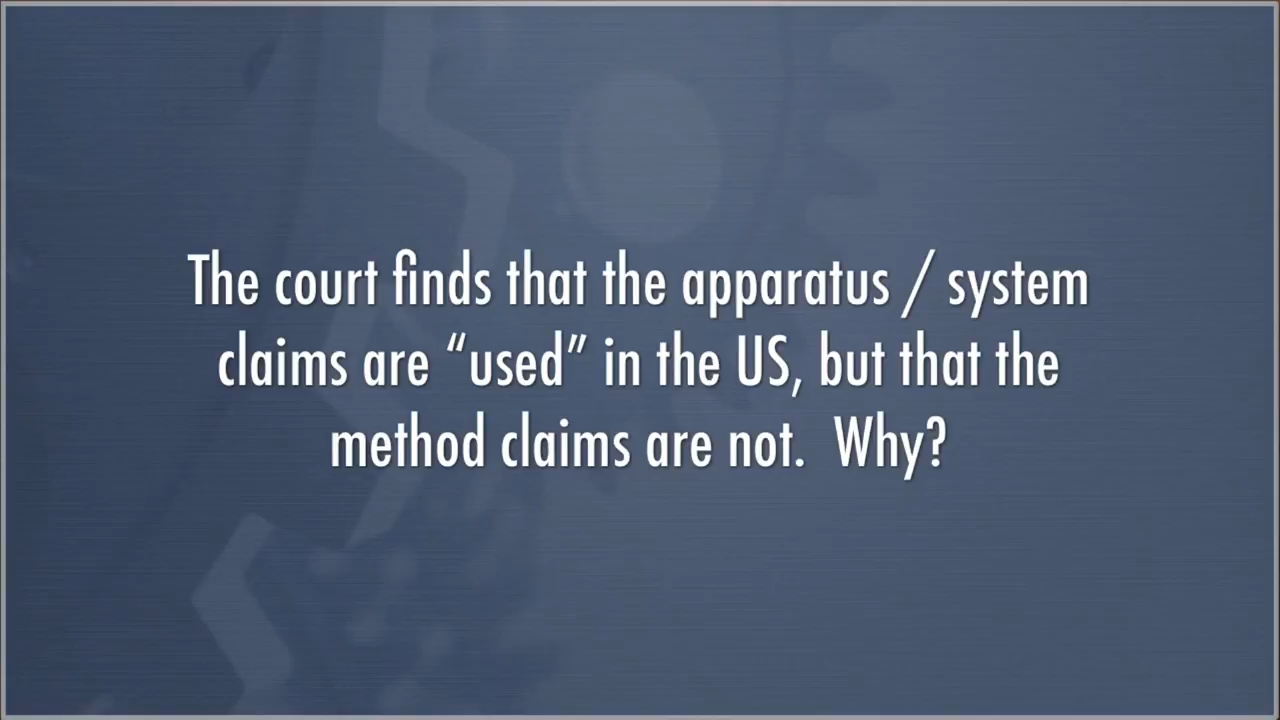 The court finds that the apparatus / system
claims are “used” in the US, but that the
method claims are not.  Why?